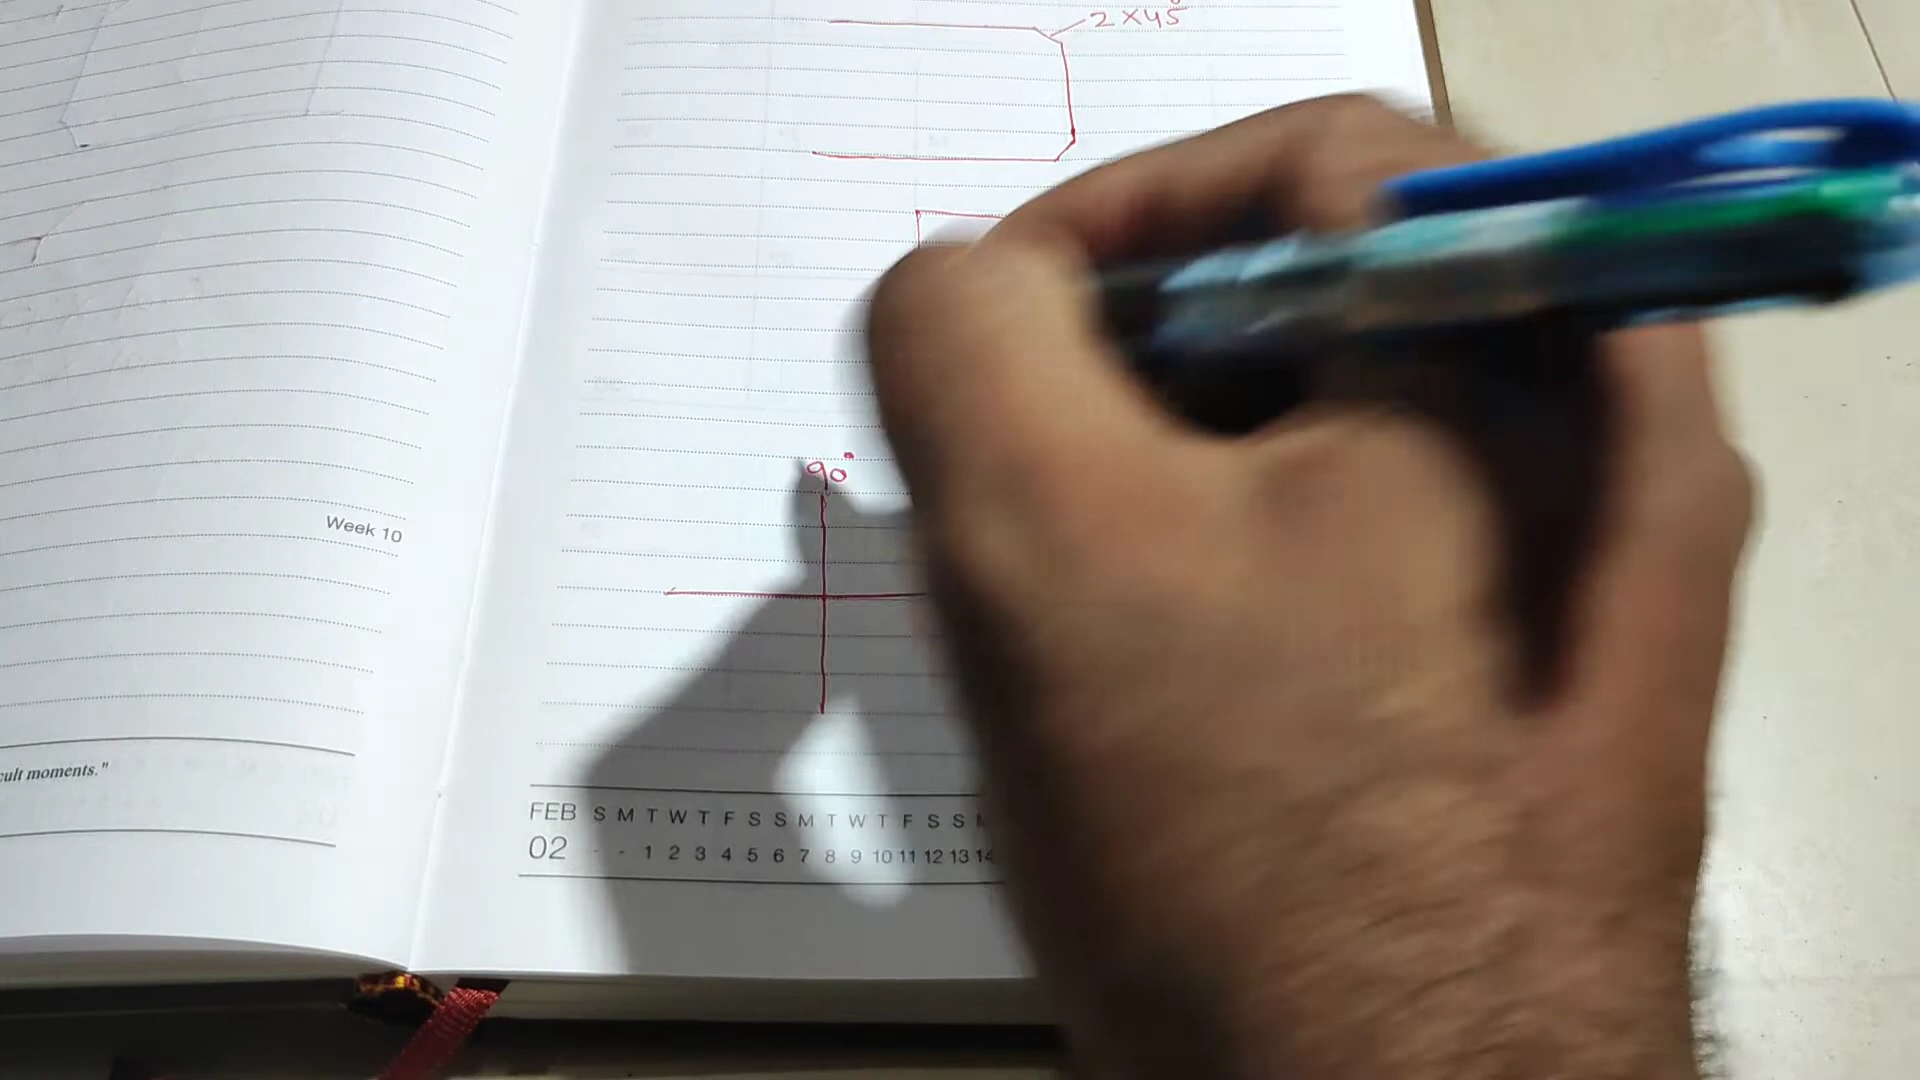 2 X 45°
90°
Week 10
cult moments."
FEB S M T W T F S S M T W T F S S
02 - - 1 2 3 4 5 6 7 8 9 10 11 12 13 14